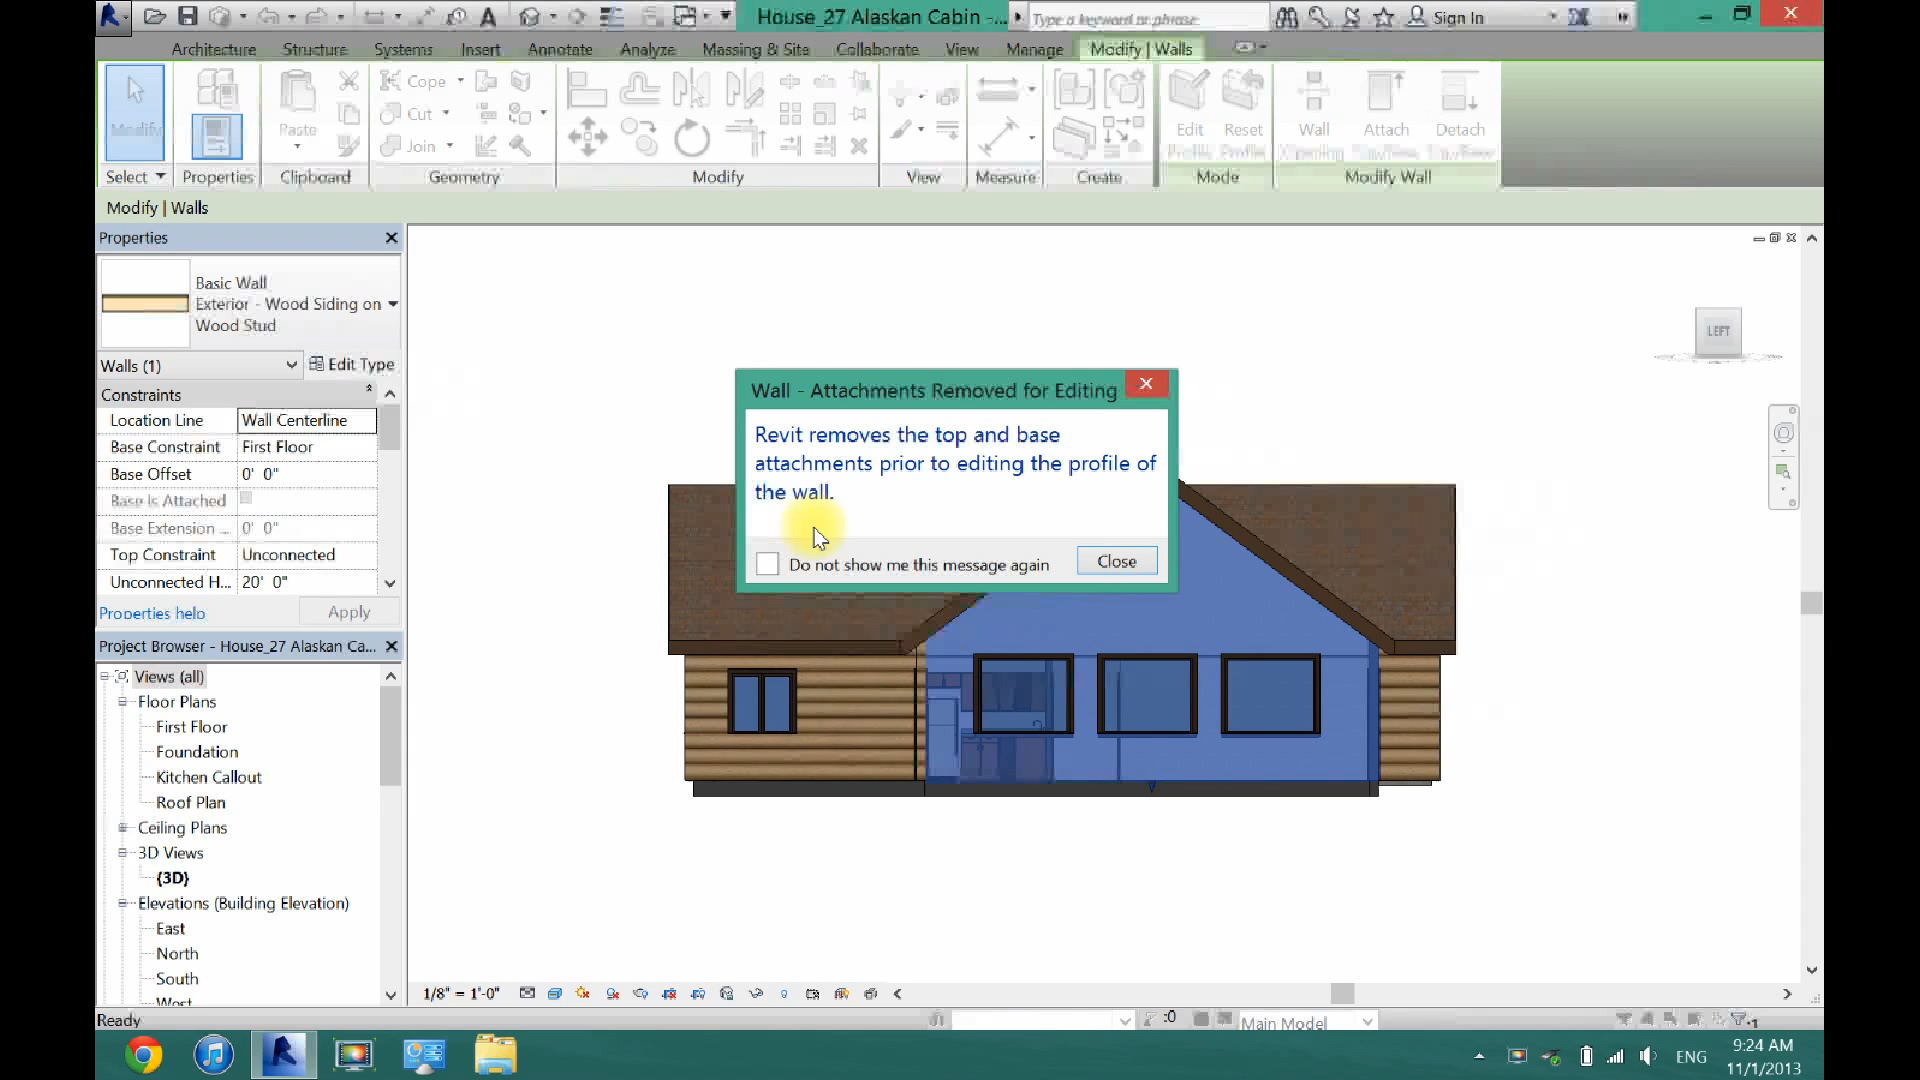 House_27 Alaskan Cabin -...
Type a keyword or phrase
Sign In
Architecture
Structure
Systems
Insert
Annotate
Analyze
Massing & Site
Collaborate
View
Manage
Modify | Walls
Modify
Paste
Cope
Cut
Join
Edit
Profile
Reset
Profile
Wall
Attach
Detach
Select
Properties
Clipboard
Geometry
Modify
View
Measure
Create
Mode
Modify Wall
Modify | Walls
Properties
Basic Wall
Exterior - Wood Siding on
Wood Stud
Walls (1)
Edit Type
Constraints
Location Line
Wall Centerline
Base Constraint
First Floor
Base Offset
0' 0"
Base is Attached
Base Extension ...
0' 0"
Top Constraint
Unconnected
Unconnected H...
20' 0"
Properties help
Apply
Project Browser - House_27 Alaskan Ca...
Views (all)
Floor Plans
First Floor
Foundation
Kitchen Callout
Roof Plan
Ceiling Plans
3D Views
{3D}
Elevations (Building Elevation)
East
North
South
West
LEFT
Wall - Attachments Removed for Editing
Revit removes the top and base
attachments prior to editing the profile of
the wall.
Do not show me this message again
Close
1/8" = 1'-0"
Ready
:0
Main Model
:1
ENG
9:24 AM
11/1/2013